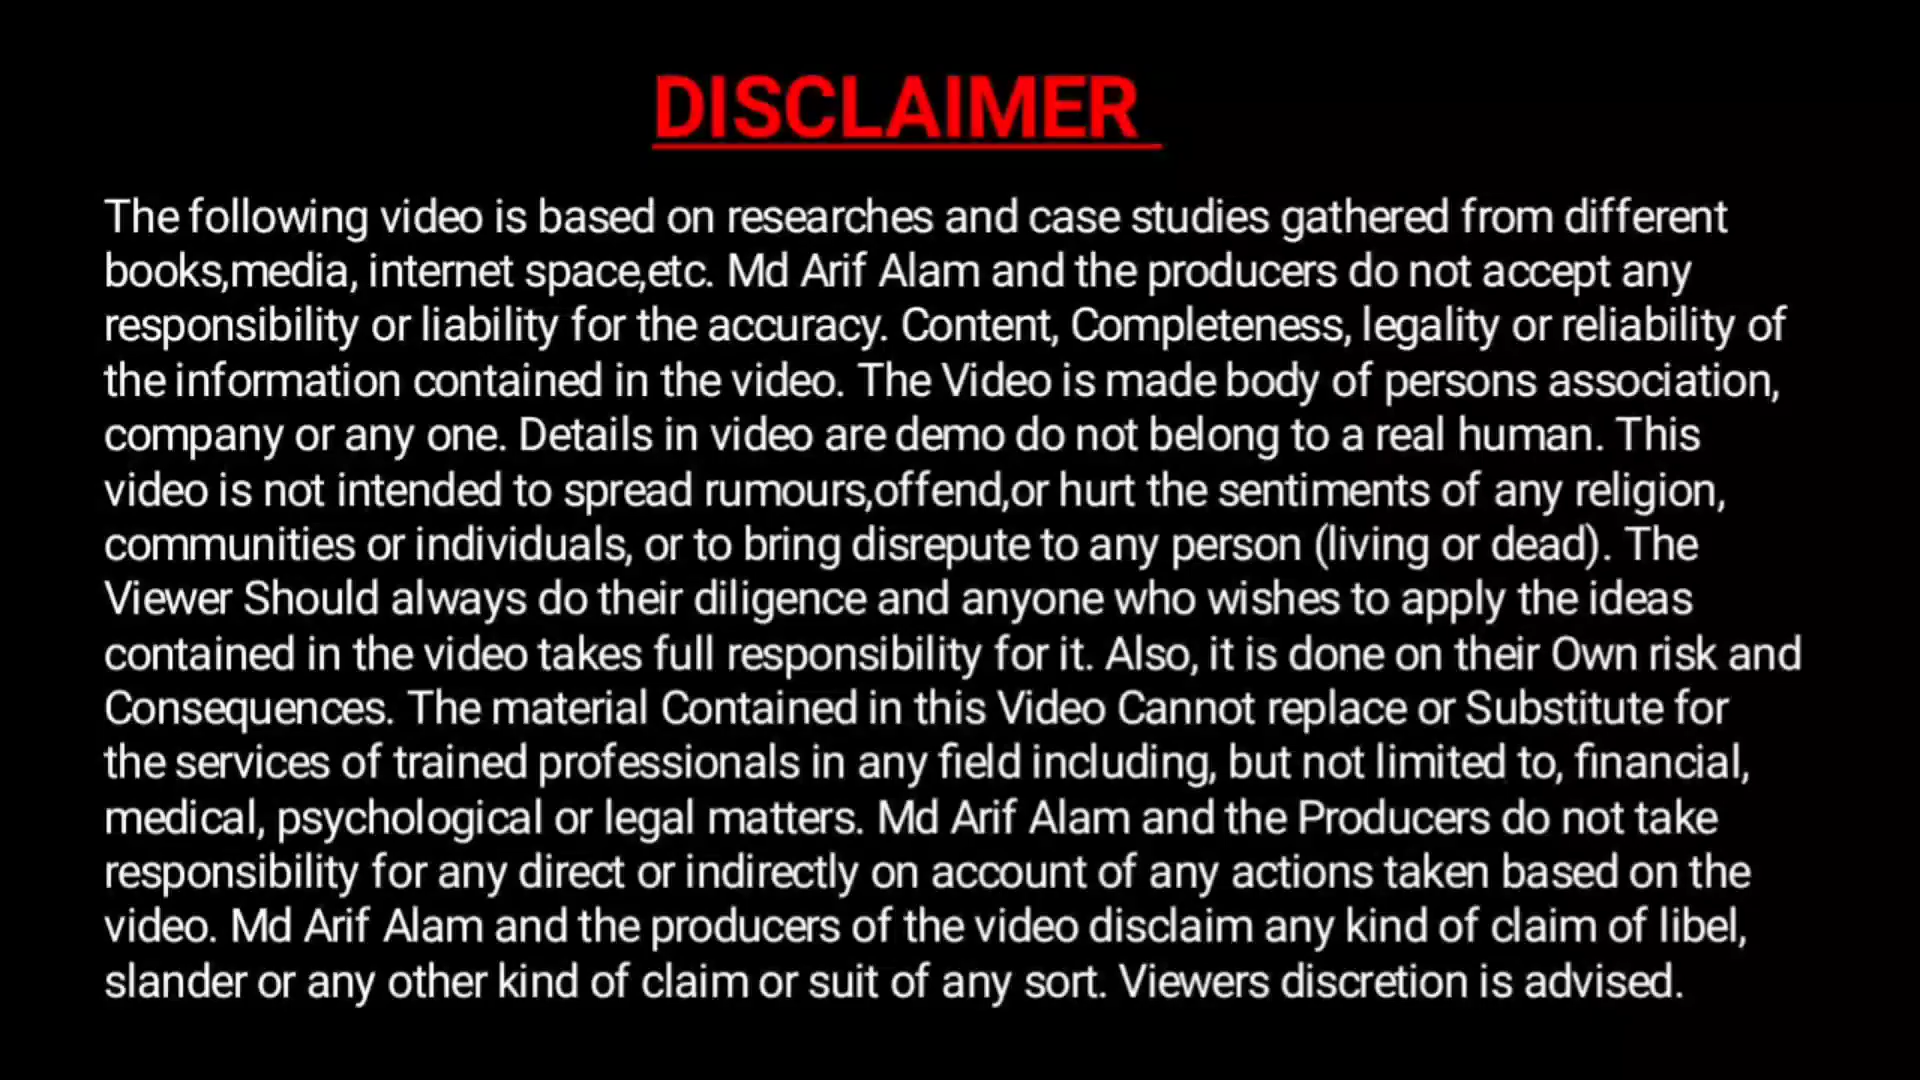 DISCLAIMER
The following video is based on researches and case studies gathered from different
books,media, internet space,etc. Md Arif Alam and the producers do not accept any
responsibility or liability for the accuracy. Content, Completeness, legality or reliability of
the information contained in the video. The Video is made body of persons association,
company or any one. Details in video are demo do not belong to a real human. This
video is not intended to spread rumours,offend,or hurt the sentiments of any religion,
communities or individuals, or to bring disrepute to any person (living or dead). The
Viewer Should always do their diligence and anyone who wishes to apply the ideas
contained in the video takes full responsibility for it. Also, it is done on their Own risk and
Consequences. The material Contained in this Video Cannot replace or Substitute for
the services of trained professionals in any field including, but not limited to, financial,
medical, psychological or legal matters. Md Arif Alam and the Producers do not take
responsibility for any direct or indirectly on account of any actions taken based on the
video. Md Arif Alam and the producers of the video disclaim any kind of claim of libel,
slander or any other kind of claim or suit of any sort. Viewers discretion is advised.